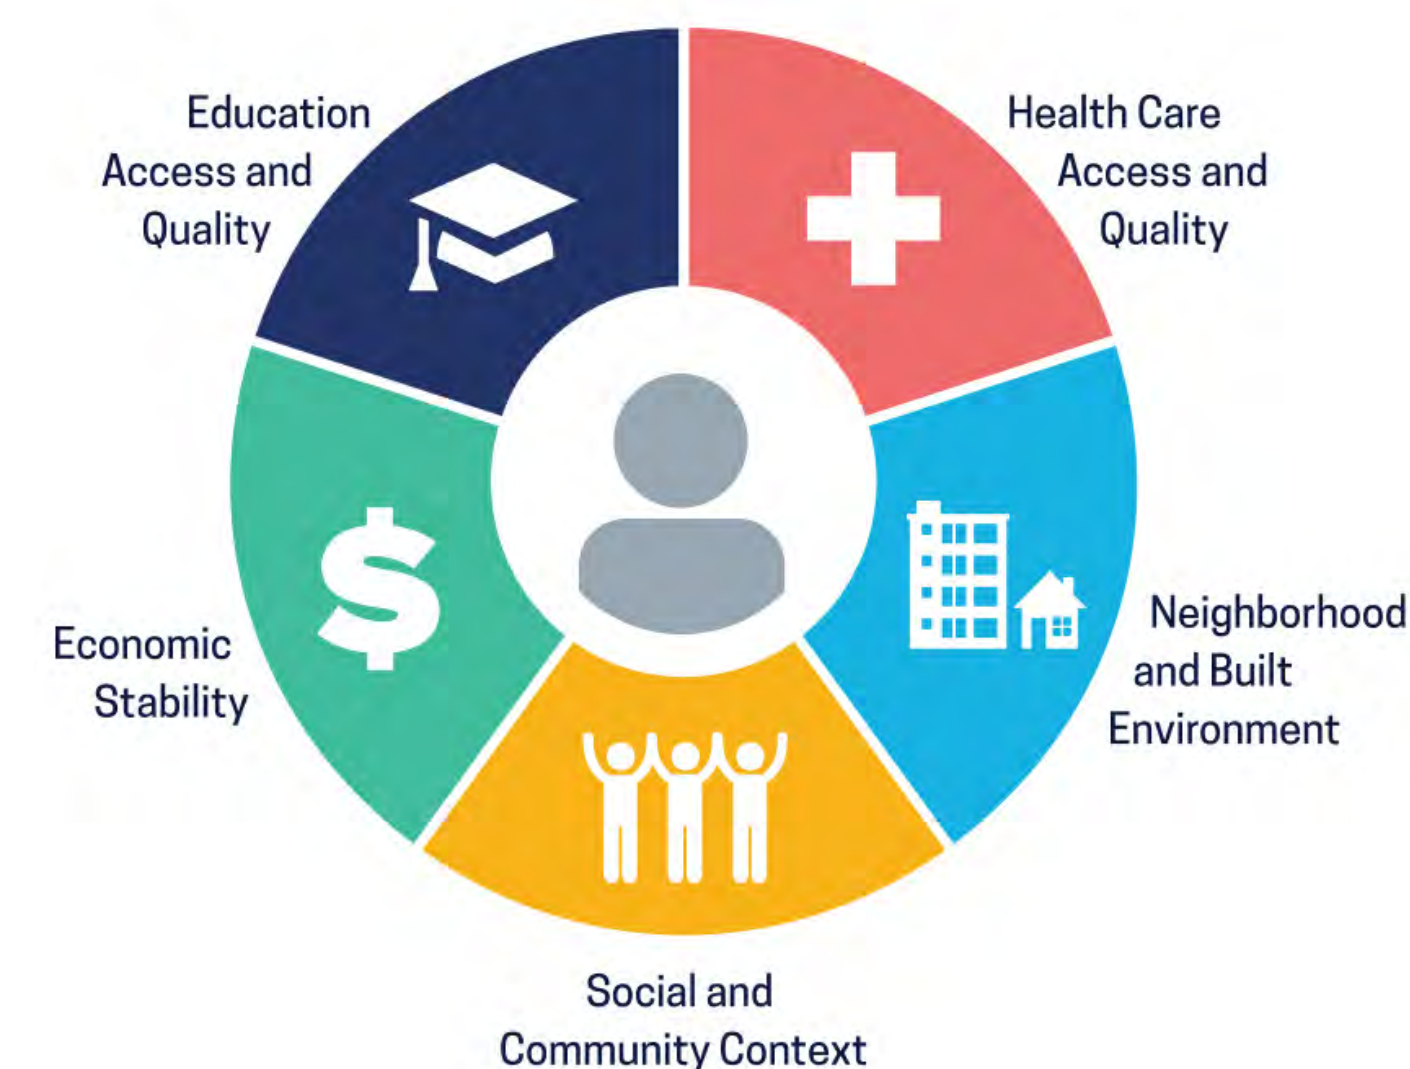 Education
Access and
Quality
Health Care
Access and
Quality
Economic
Stability
Neighborhood
and Built
Environment
Social and
Community Context